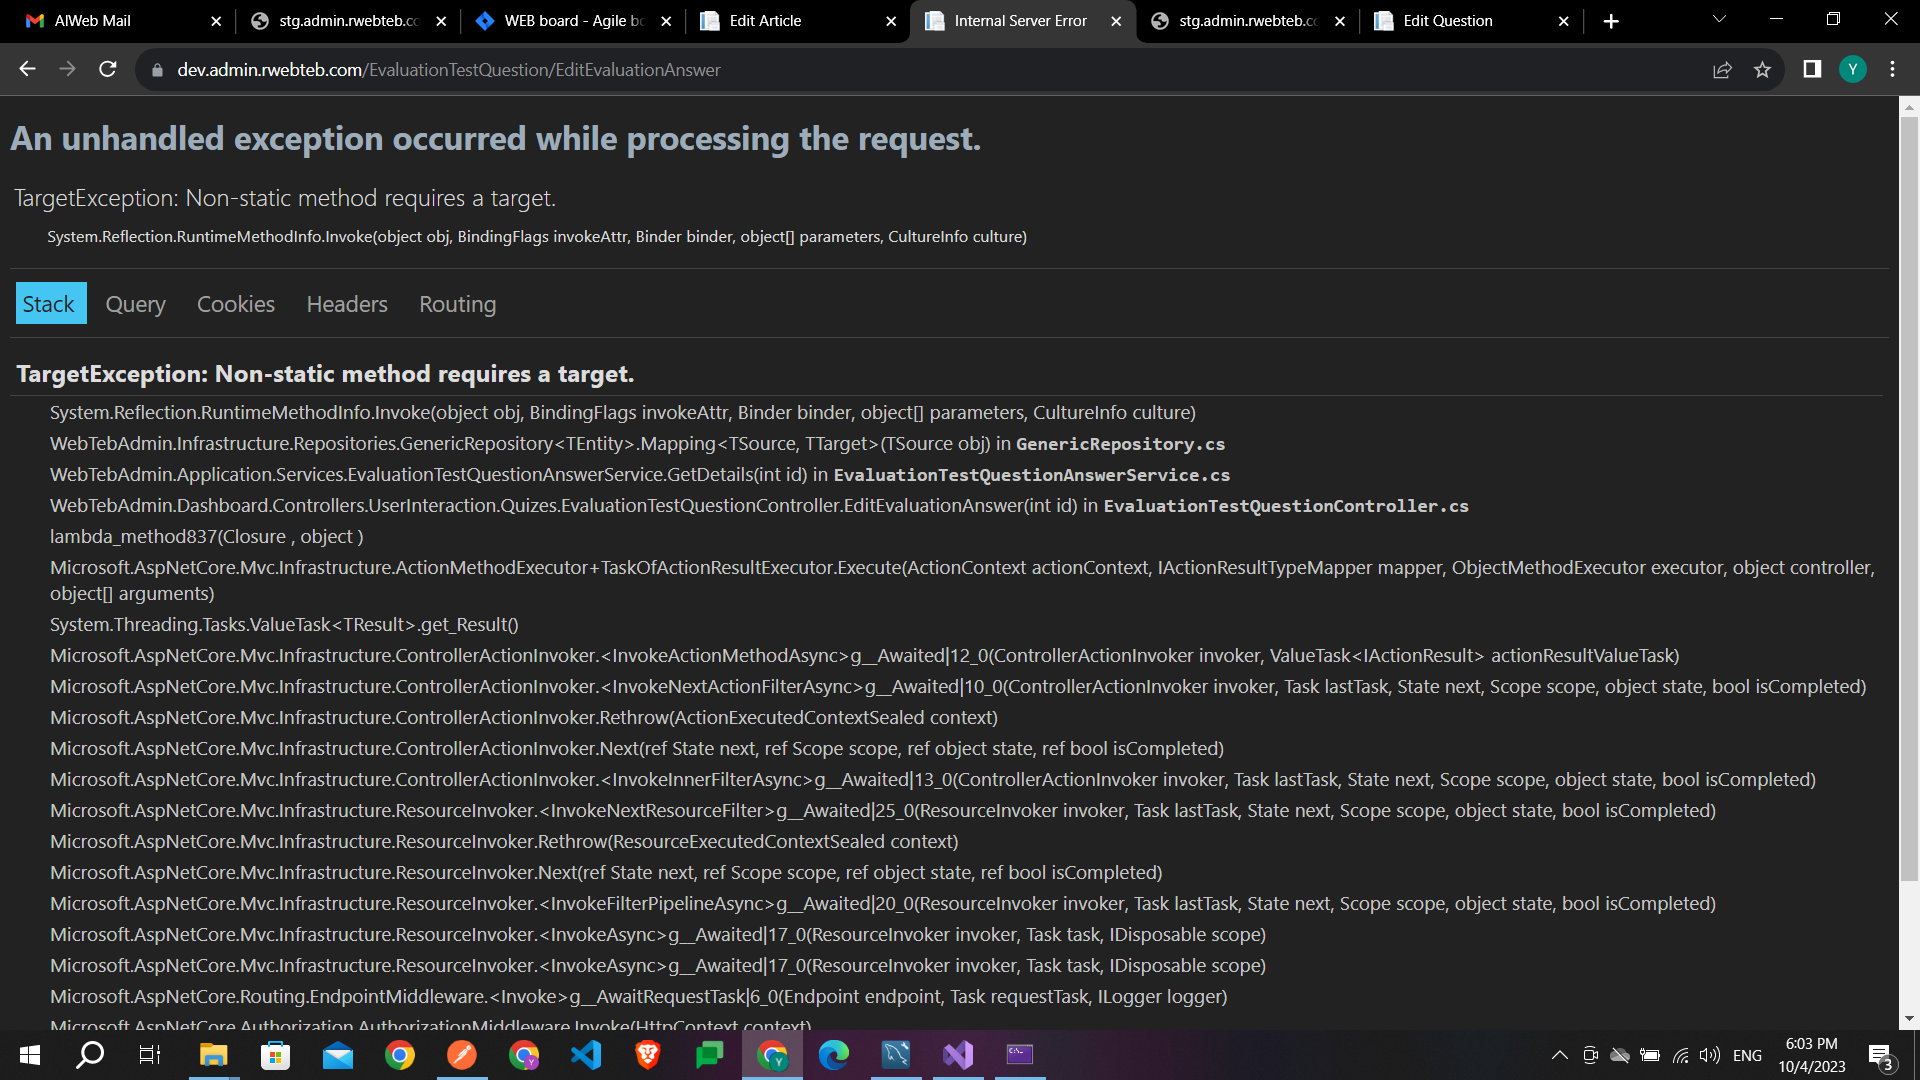 AlWeb Mail
stg.admin.rwebteb.co
WEB board - Agile bo
Edit Article
Internal Server Error
stg.admin.rwebteb.co
Edit Question
dev.admin.rwebteb.com/EvaluationTestQuestion/EditEvaluationAnswer
Y
An unhandled exception occurred while processing the request.
TargetException: Non-static method requires a target.
System.Reflection.RuntimeMethodInfo.Invoke(object obj, BindingFlags invokeAttr, Binder binder, object[] parameters, CultureInfo culture)
Stack Query Cookies Headers Routing
TargetException: Non-static method requires a target.
System.Reflection.RuntimeMethodInfo.Invoke(object obj, BindingFlags invokeAttr, Binder binder, object[] parameters, CultureInfo culture)
WebTebAdmin.Infrastructure.Repositories.GenericRepository<TEntity>.Mapping<TSource, TTarget>(TSource obj) in GenericRepository.cs
WebTebAdmin.Application.Services.EvaluationTestQuestionAnswerService.GetDetails(int id) in EvaluationTestQuestionAnswerService.cs
WebTebAdmin.Dashboard.Controllers.UserInteraction.Quizes.EvaluationTestQuestionController.EditEvaluationAnswer(int id) in EvaluationTestQuestionController.cs
lambda_method837(Closure , object )
Microsoft.AspNetCore.Mvc.Infrastructure.ActionMethodExecutor+TaskOfActionResultExecutor.Execute(ActionContext actionContext, IActionResultTypeMapper mapper, ObjectMethodExecutor executor, object controller,
object[] arguments)
System.Threading.Tasks.ValueTask<TResult>.get_Result()
Microsoft.AspNetCore.Mvc.Infrastructure.ControllerActionInvoker.<InvokeActionMethodAsync>g__Awaited|12_0(ControllerActionInvoker invoker, ValueTask<IActionResult> actionResultValueTask)
Microsoft.AspNetCore.Mvc.Infrastructure.ControllerActionInvoker.<InvokeNextActionFilterAsync>g__Awaited|10_0(ControllerActionInvoker invoker, Task lastTask, State next, Scope scope, object state, bool isCompleted)
Microsoft.AspNetCore.Mvc.Infrastructure.ControllerActionInvoker.Rethrow(ActionExecutedContextSealed context)
Microsoft.AspNetCore.Mvc.Infrastructure.ControllerActionInvoker.Next(ref State next, ref Scope scope, ref object state, ref bool isCompleted)
Microsoft.AspNetCore.Mvc.Infrastructure.ControllerActionInvoker.<InvokeInnerFilterAsync>g__Awaited|13_0(ControllerActionInvoker invoker, Task lastTask, State next, Scope scope, object state, bool isCompleted)
Microsoft.AspNetCore.Mvc.Infrastructure.ResourceInvoker.<InvokeNextResourceFilter>g__Awaited|25_0(ResourceInvoker invoker, Task lastTask, State next, Scope scope, object state, bool isCompleted)
Microsoft.AspNetCore.Mvc.Infrastructure.ResourceInvoker.Rethrow(ResourceExecutedContextSealed context)
Microsoft.AspNetCore.Mvc.Infrastructure.ResourceInvoker.Next(ref State next, ref Scope scope, ref object state, ref bool isCompleted)
Microsoft.AspNetCore.Mvc.Infrastructure.ResourceInvoker.<InvokeFilterPipelineAsync>g__Awaited|20_0(ResourceInvoker invoker, Task lastTask, State next, Scope scope, object state, bool isCompleted)
Microsoft.AspNetCore.Mvc.Infrastructure.ResourceInvoker.<InvokeAsync>g__Awaited|17_0(ResourceInvoker invoker, Task task, IDisposable scope)
Microsoft.AspNetCore.Mvc.Infrastructure.ResourceInvoker.<InvokeAsync>g__Awaited|17_0(ResourceInvoker invoker, Task task, IDisposable scope)
Microsoft.AspNetCore.Routing.EndpointMiddleware.<Invoke>g__AwaitRequestTask|6_0(Endpoint endpoint, Task requestTask, ILogger logger)
Microsoft.AspNetCore.Authorization.AuthorizationMiddleware.Invoke(HttpContext context)
ENG
6:03 PM
10/4/2023
3